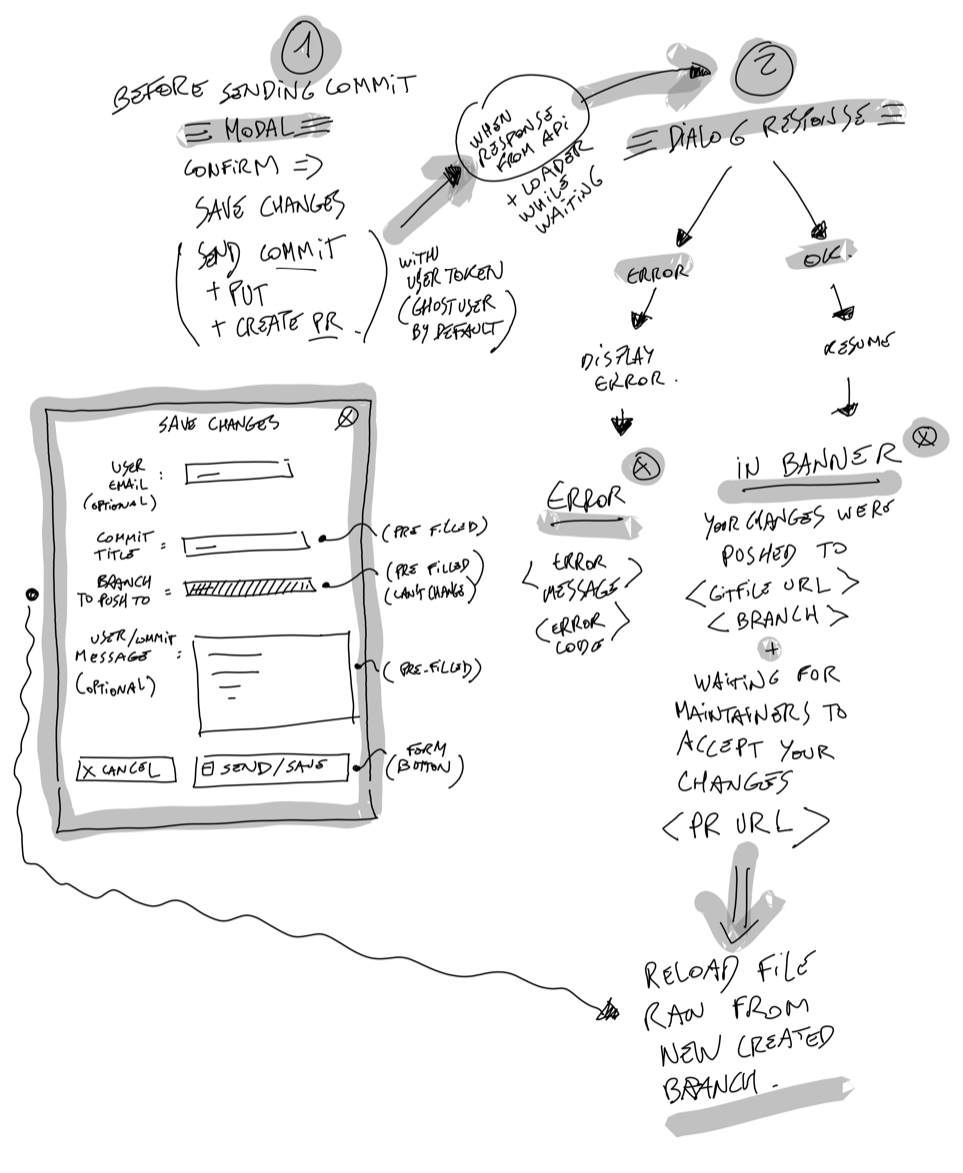 1
BEFORE SENDING COMMIT
MODAL
CONFIRM =>
SAVE CHANGES
(SEND COMMIT
+ PUT
+ CREATE PR.)
WITH
USER TOKEN
(GHOST USER
BY DEFAULT)
WHEN
RESPONSE
FROM API
+ LOADER
WHILE
WAITING
2
DIALOG RESPONSE
ERROR
OK.
DISPLAY
ERROR.
RESUME
X
ERROR
<ERROR
MESSAGE>
<ERROR
CODE>
X
IN BANNER
YOUR CHANGES WERE
POSHED TO
<GITFILE URL>
<BRANCH>
+
WAITING FOR
MAINTAINERS TO
ACCEPT YOUR
CHANGES
<PR URL>
RELOAD FILE
RAW FROM
NEW CREATED
BRANCH.
SAVE CHANGES X
USER
EMAIL :
(OPTIONAL)
COMMIT
TITLE =
(PRE FILLED)
BRANCH
TO PUSH TO =
(PRE FILLED)
(CAN'T CHANGE)
USER/COMMIT
MESSAGE :
(OPTIONAL)
(PRE-FILLED)
X CANCEL
SEND/SAVE
FORM
(BOTTON)